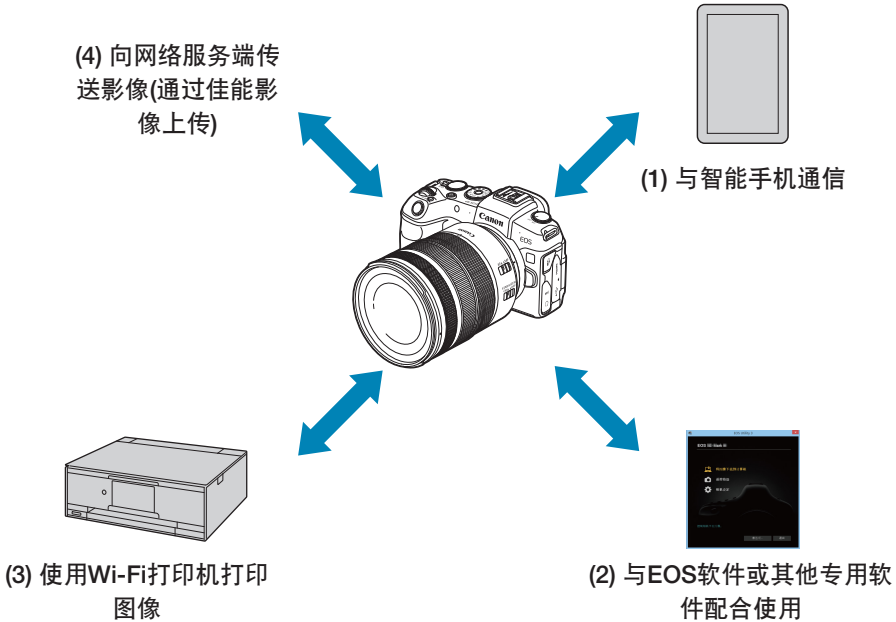 (4) 向网络服务端传
送影像(通过佳能影
像上传)
(1) 与智能手机通信
Canon
EOS
(3) 使用Wi-Fi打印机打印
图像
(2) 与EOS软件或其他专用软
件配合使用